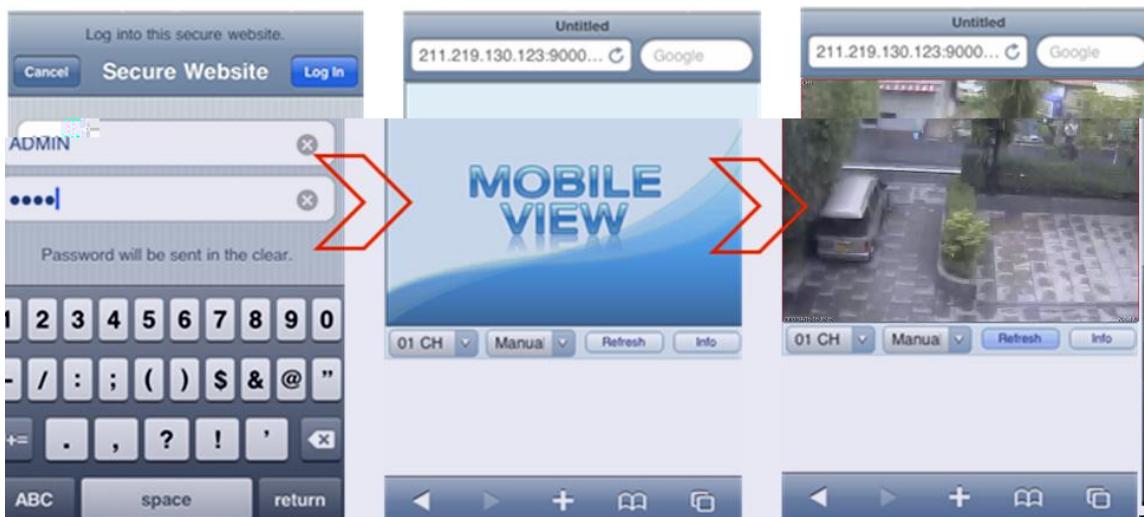 Log into this secure website.
Cancel Secure Website Log In
ADMIN
Password will be sent in the clear.
1 2 3 4 5 6 7 8 9 0
- / : ; ( ) $ & @ "
+= . , ? ! '
ABC space return
Untitled
211.219.130.123:9000... Google
MOBILE
VIEW
01 CH Manual Refresh Info
Untitled
211.219.130.123:9000... Google
01 CH Manual Refresh Info